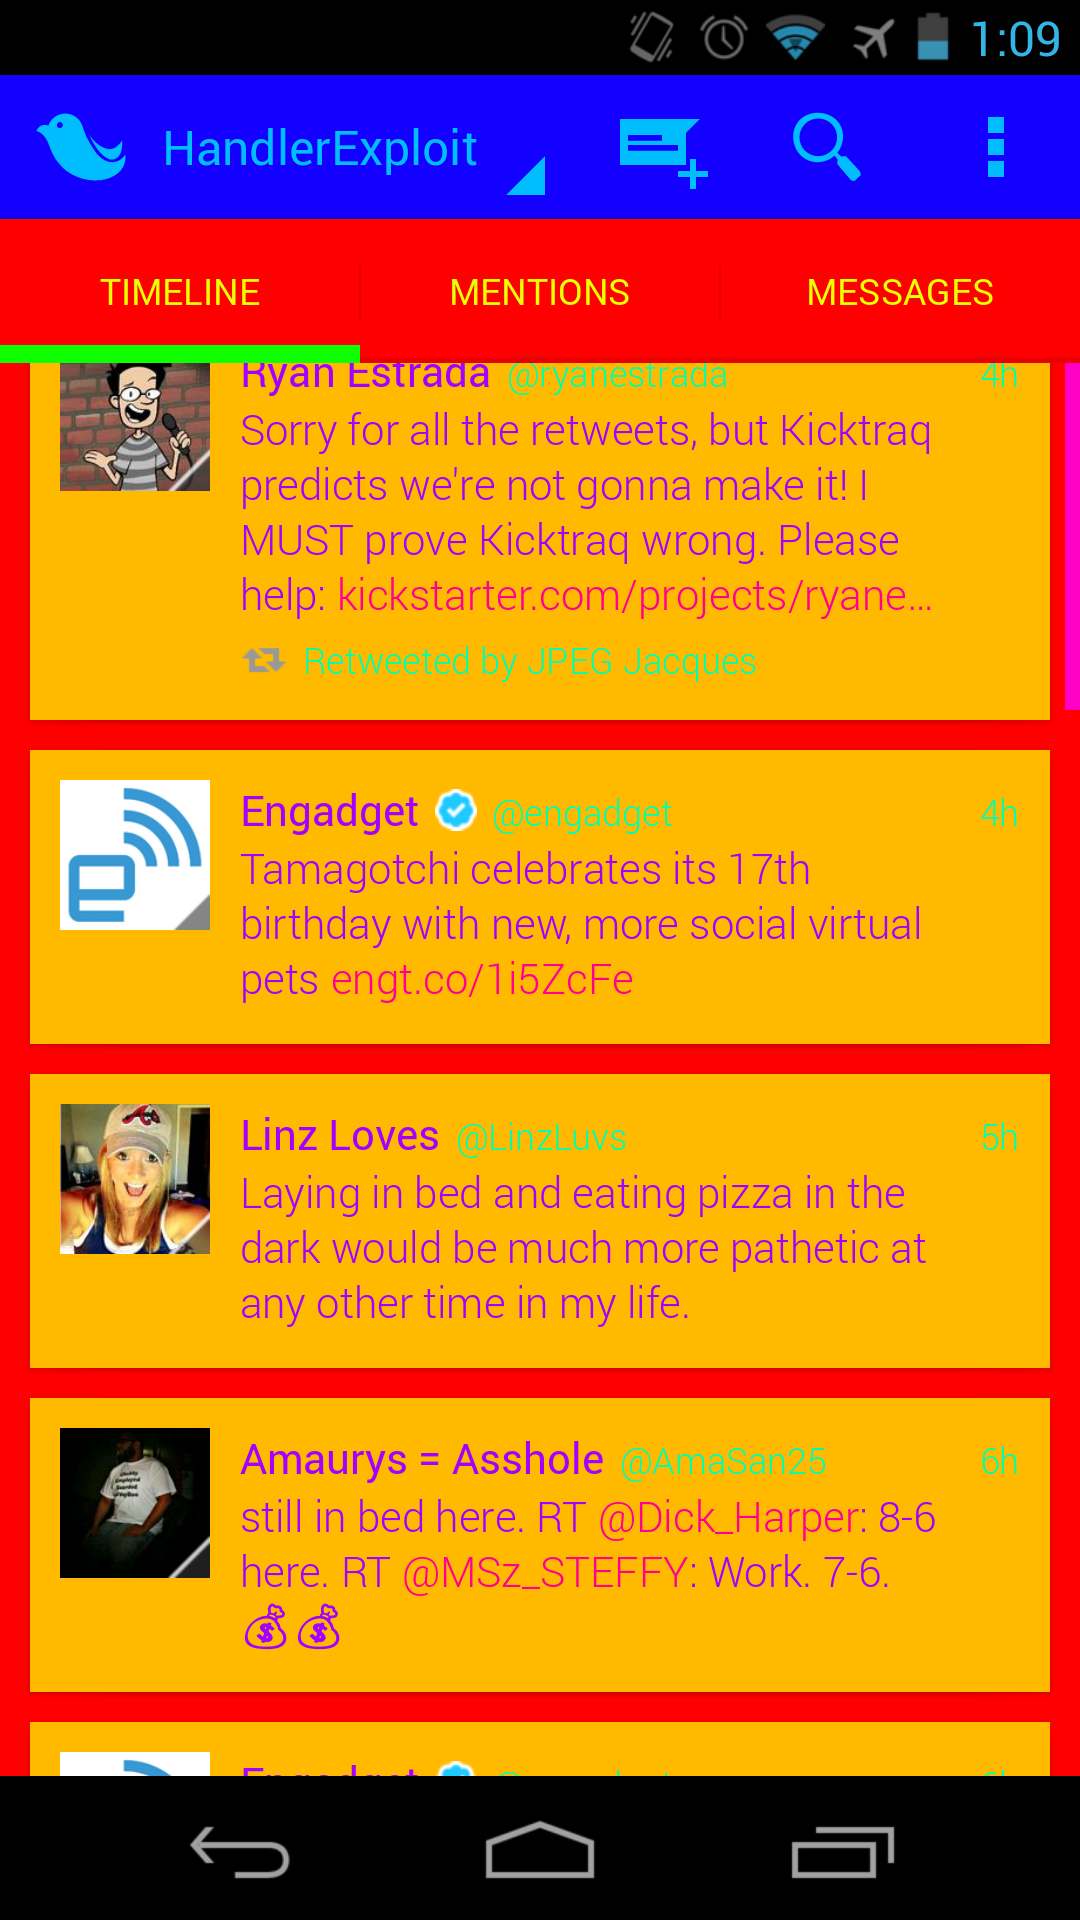 1:09
HandlerExploit
TIMELINE MENTIONS MESSAGES
Ryan Estrada @ryanestrada 4h
Sorry for all the retweets, but Kicktraq
predicts we're not gonna make it! I
MUST prove Kicktraq wrong. Please
help: kickstarter.com/projects/ryane…
Retweeted by JPEG Jacques
Engadget @engadget 4h
Tamagotchi celebrates its 17th
birthday with new, more social virtual
pets engt.co/1i5ZcFe
Linz Loves @LinzLuvs 5h
Laying in bed and eating pizza in the
dark would be much more pathetic at
any other time in my life.
Amaurys = Asshole @AmaSan25 6h
still in bed here. RT @Dick_Harper: 8-6
here. RT @MSz_STEFFY: Work. 7-6.
💰💰
Engadget